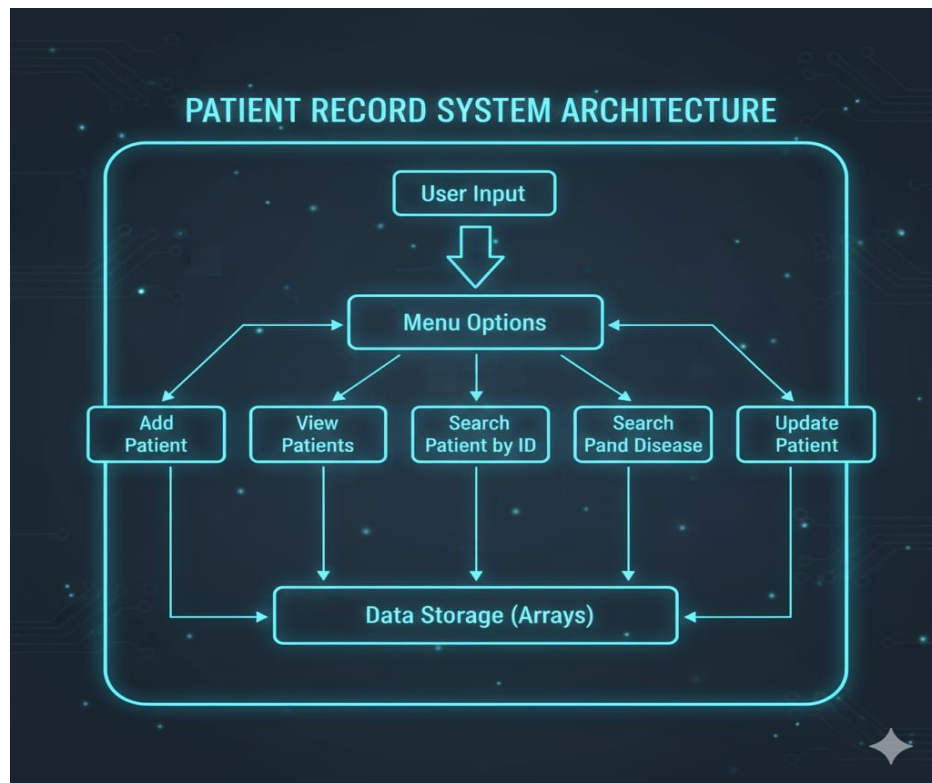 PATIENT RECORD SYSTEM ARCHITECTURE
User Input
Menu Options
Add
Patient
View
Patients
Search
Patient by ID
Search
Pand Disease
Update
Patient
Data Storage (Arrays)